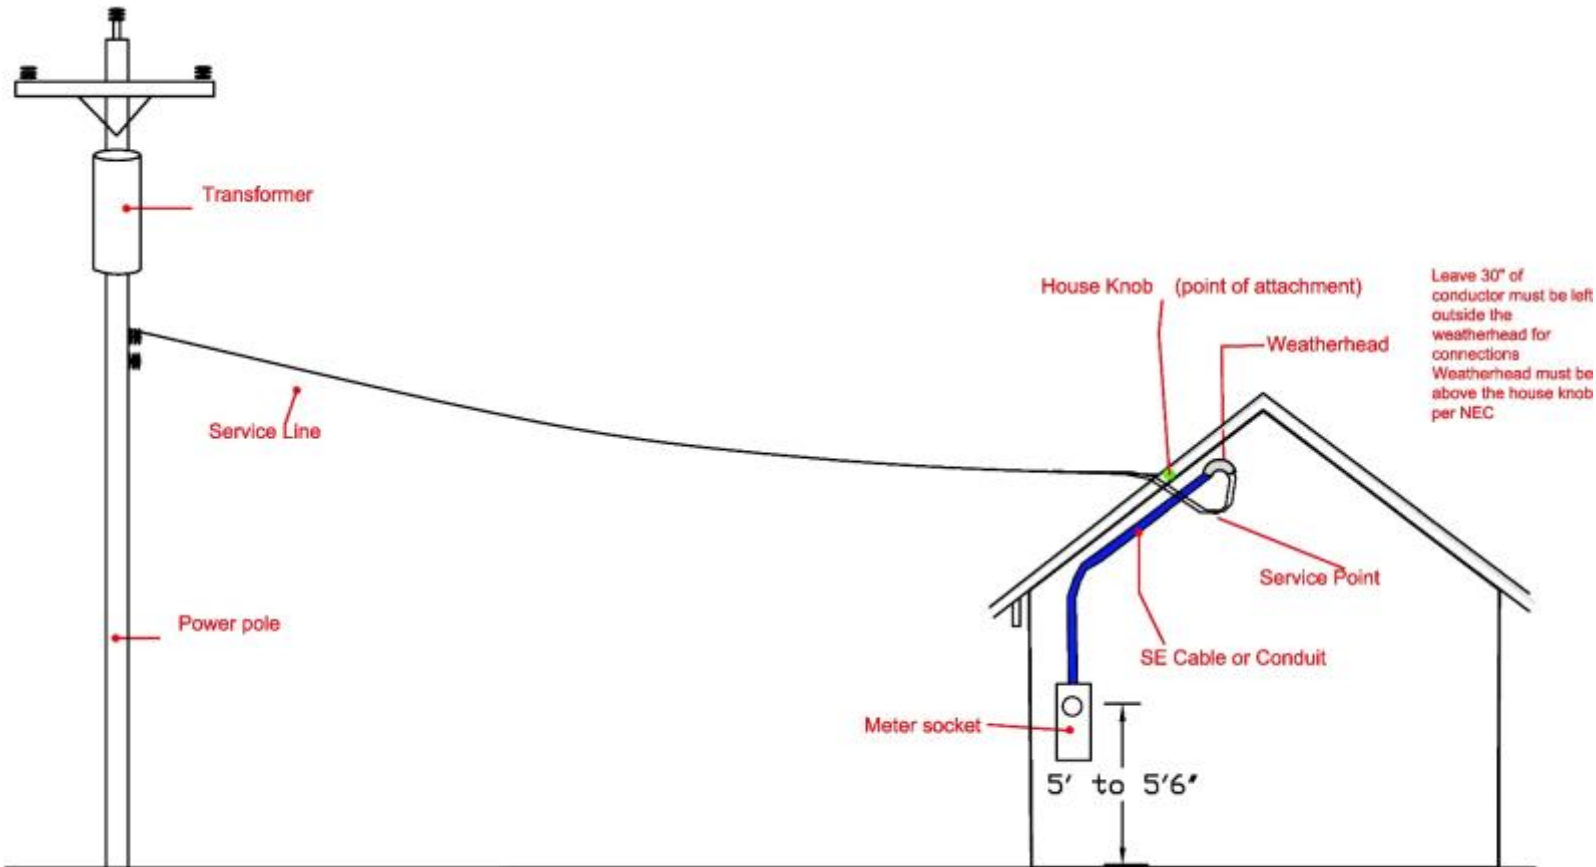 Transformer
House Knob (point of attachment)
Leave 30" of
conductor must be left
outside the
weatherhead for
connections
Weatherhead must be
above the house knob
per NEC
Weatherhead
Service Line
Service Point
Power pole
SE Cable or Conduit
Meter socket
5' to 5'6"